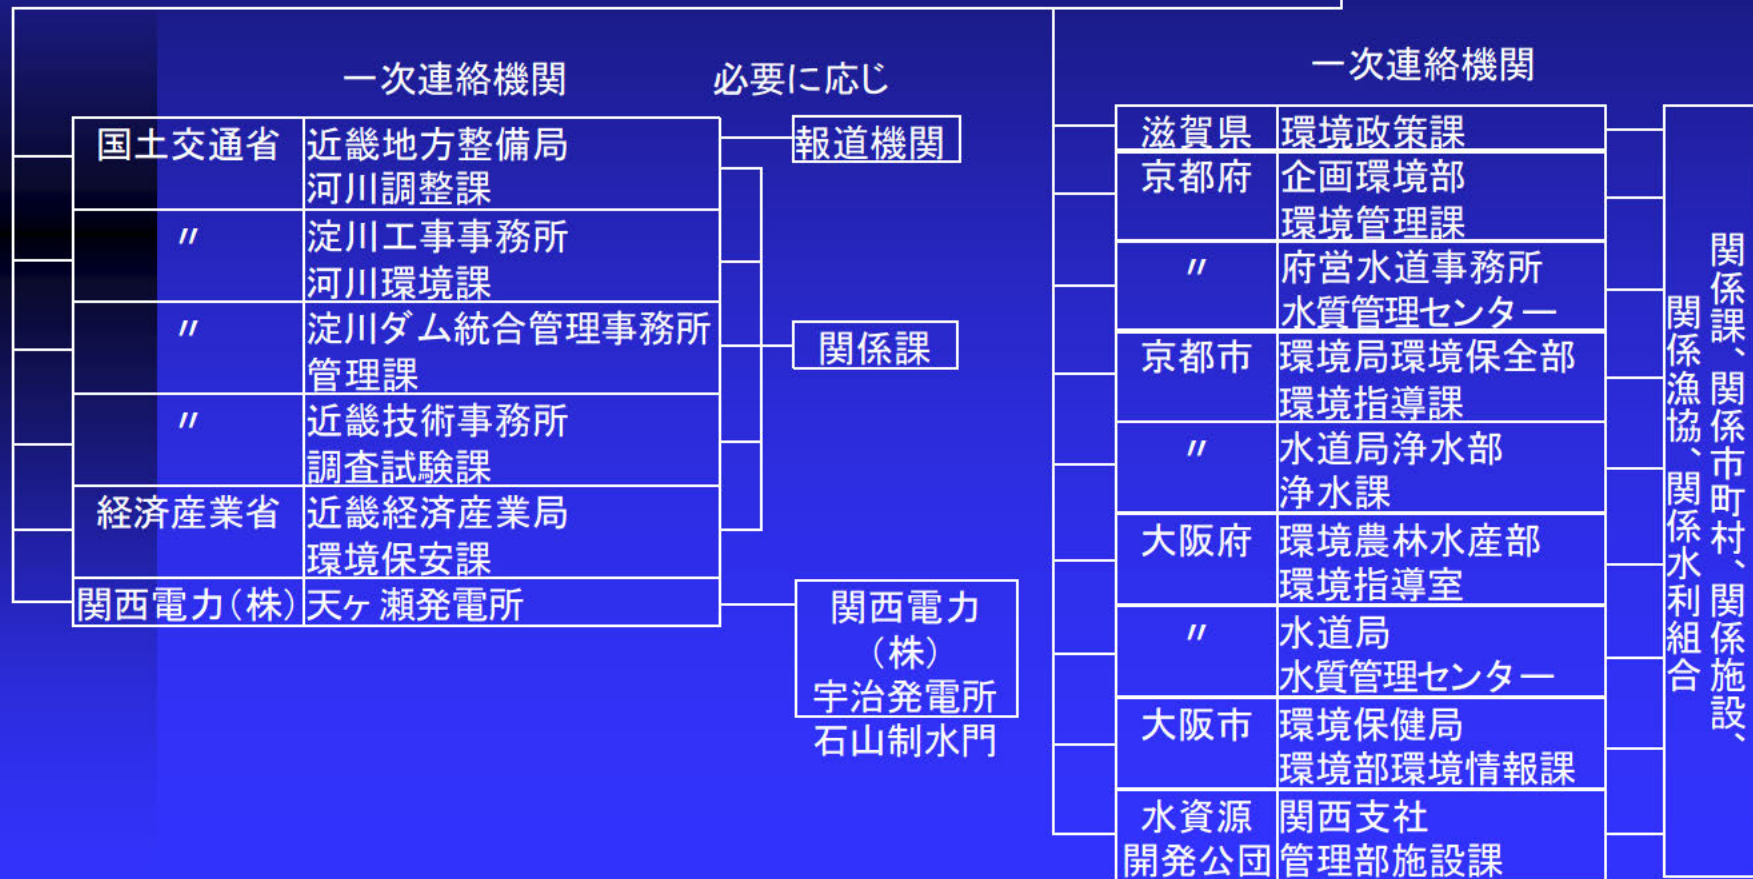 一次連絡機関
必要に応じ
国土交通省 近畿地方整備局
河川調整課
〃 淀川工事事務所
河川環境課
〃 淀川ダム統合管理事務所
管理課
〃 近畿技術事務所
調査試験課
経済産業省 近畿経済産業局
環境保安課
関西電力(株) 天ヶ瀬発電所
報道機関
関係課
関西電力
(株)
宇治発電所
石山制水門
一次連絡機関
滋賀県 環境政策課
京都府 企画環境部
環境管理課
〃 府営水道事務所
水質管理センター
京都市 環境局環境保全部
環境指導課
〃 水道局浄水部
浄水課
大阪府 環境農林水産部
環境指導室
〃 水道局
水質管理センター
大阪市 環境保健局
環境部環境情報課
水資源 関西支社
開発公団 管理部施設課
関係課、関係市町村、関係施設、
関係漁協、関係水利組合